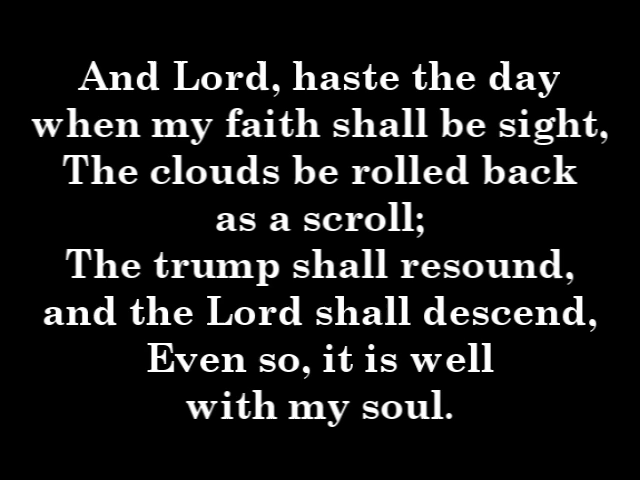 And Lord, haste the day
when my faith shall be sight,
The clouds be rolled back
as a scroll;
The trump shall resound,
and the Lord shall descend,
Even so, it is well
with my soul.